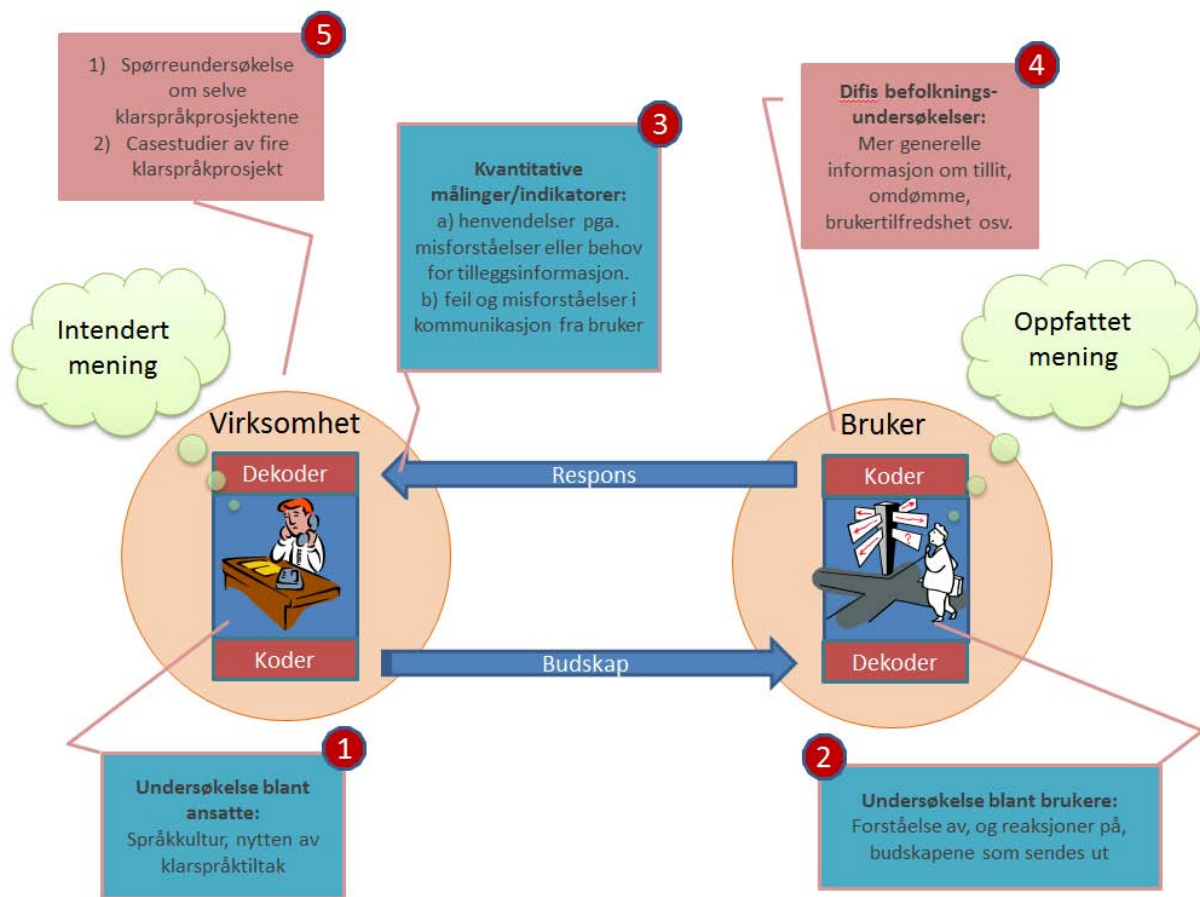 5
1) Spørreundersøkelse
om selve
klarspråkprosjektene
2) Casestudier av fire
klarspråkprosjekt
3
Kvantitative
målinger/indikatorer:
a) henvendelser pga.
misforståelser eller behov
for tilleggsinformasjon.
b) feil og misforståelser i
kommunikasjon fra bruker
4
Difis befolknings-
undersøkelser:
Mer generelle
informasjon om tillit,
omdømme,
brukertilfredshet osv.
Intendert
mening
Oppfattet
mening
Virksomhet
Dekoder
Koder
Respons
Budskap
Bruker
Koder
?
Dekoder
1
Undersøkelse blant
ansatte:
Språkkultur, nytten av
klarspråktiltak
2
Undersøkelse blant brukere:
Forståelse av, og reaksjoner på,
budskapene som sendes ut